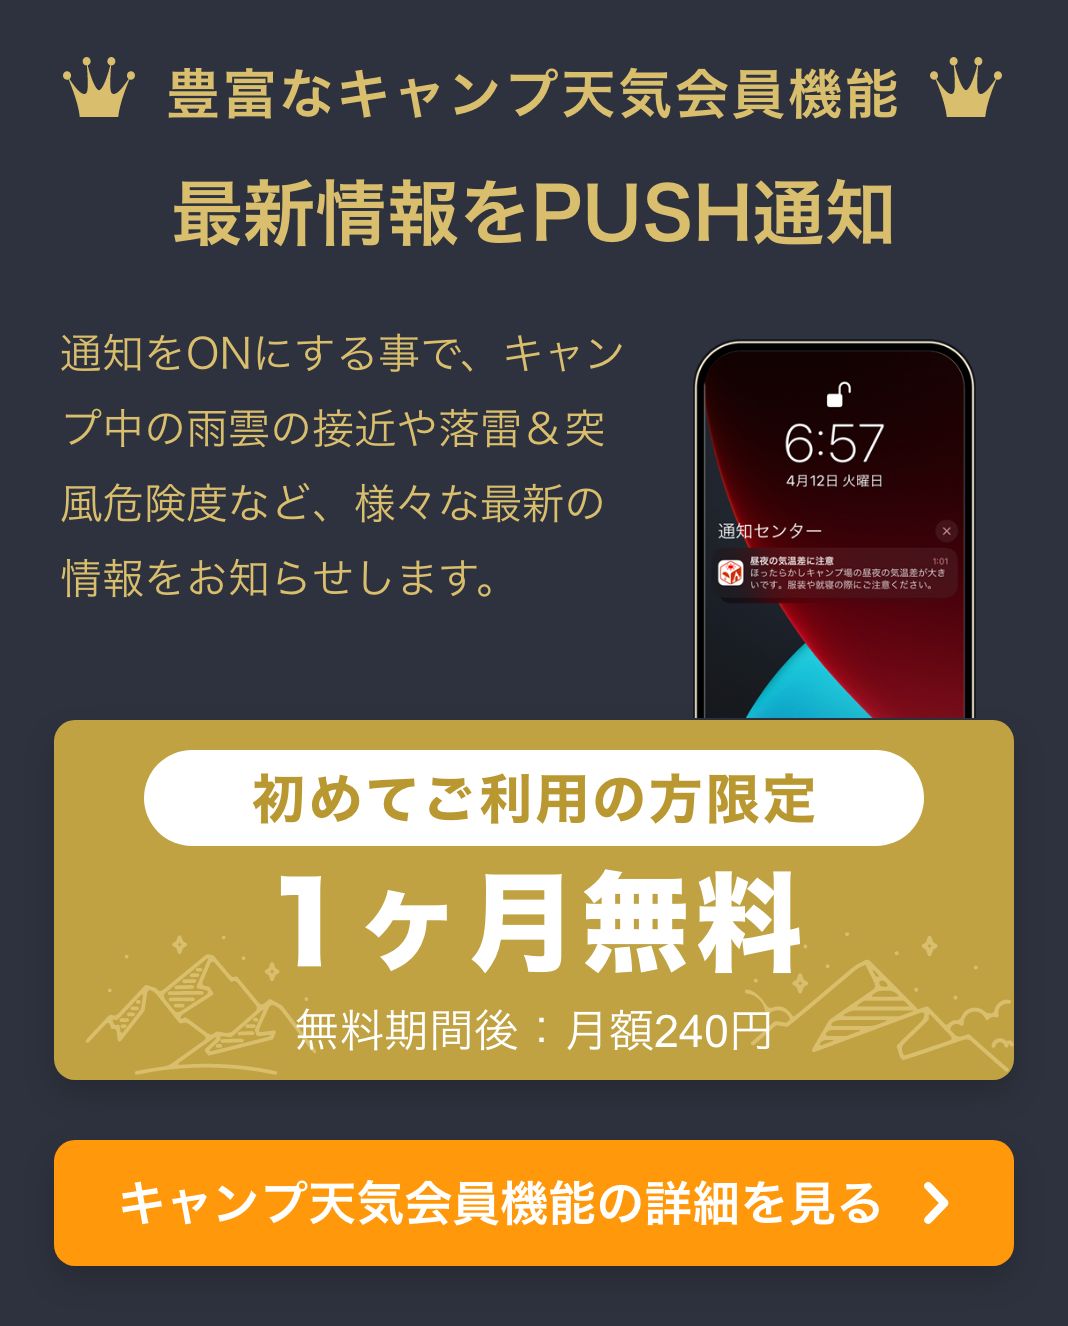 豊富なキャンプ天気会員機能
最新情報をPUSH通知
通知をONにする事で、キャン
プ中の雨雲の接近や落雷＆突
風危険度など、様々な最新の
情報をお知らせします。
6:57
4月12日 火曜日
通知センター
昼夜の気温差に注意 1:01
ほったらかしキャンプ場の昼夜の気温差が大き
いです。服装や就寝の際にご注意ください。
初めてご利用の方限定
1ヶ月無料
無料期間後：月額240円
キャンプ天気会員機能の詳細を見る